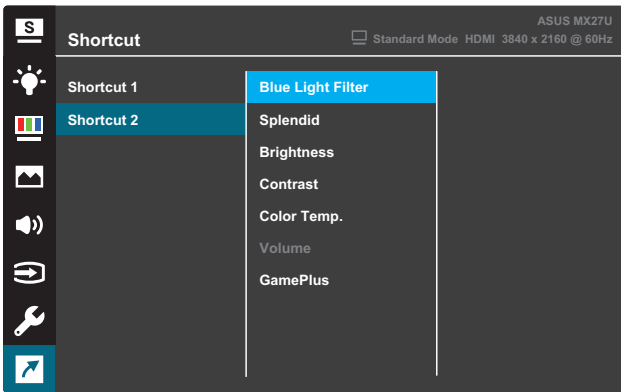 S
ASUS MX27U
Shortcut
Standard Mode HDMI 3840 x 2160 @ 60Hz
Shortcut 1
Blue Light Filter
Shortcut 2
Splendid
Brightness
Contrast
Color Temp.
Volume
GamePlus